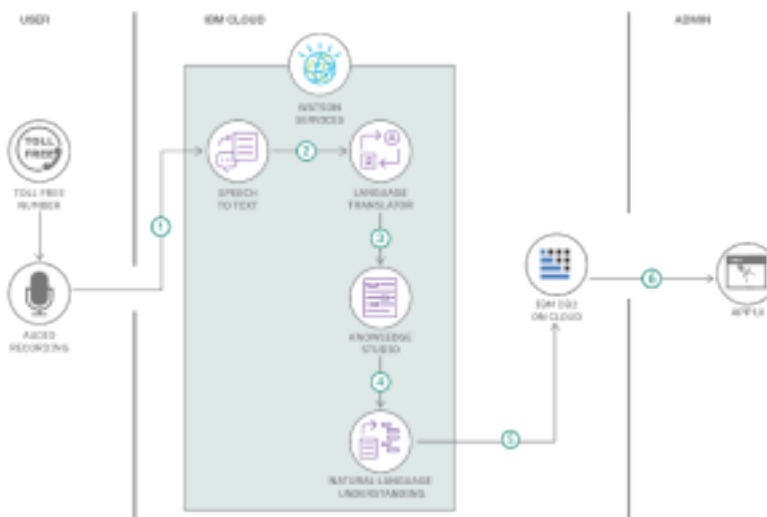 USER
IBM CLOUD
ADMIN
WATSON
SERVICES
TOLL
FREE
TOLL FREE
NUMBER
SPEECH
TO TEXT
2
LANGUAGE
TRANSLATOR
1
3
AUDIO
RECORDING
KNOWLEDGE
STUDIO
IBM DB2
ON CLOUD
6
APP UI
4
5
NATURAL LANGUAGE
UNDERSTANDING